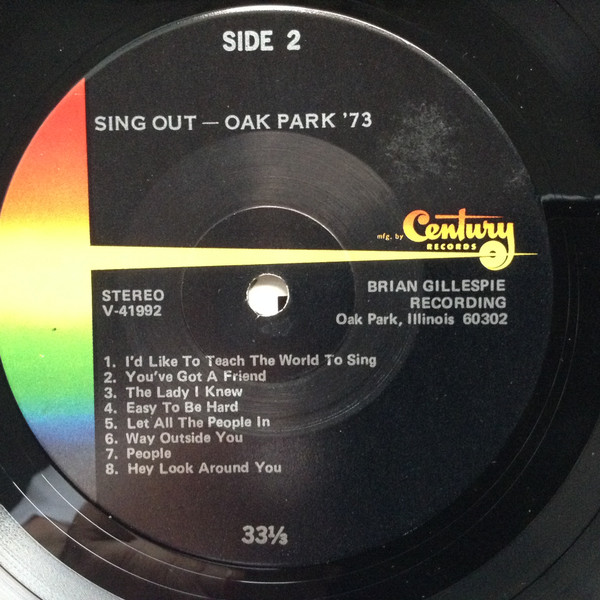 SIDE 2
SING OUT — OAK PARK '73
mfg. by Century
RECORDS
STEREO
V-41992
BRIAN GILLESPIE
RECORDING
Oak Park, Illinois 60302
1. I'd Like To Teach The World To Sing
2. You've Got A Friend
3. The Lady I Knew
4. Easy To Be Hard
5. Let All The People In
6. Way Outside You
7. People
8. Hey Look Around You
33⅓